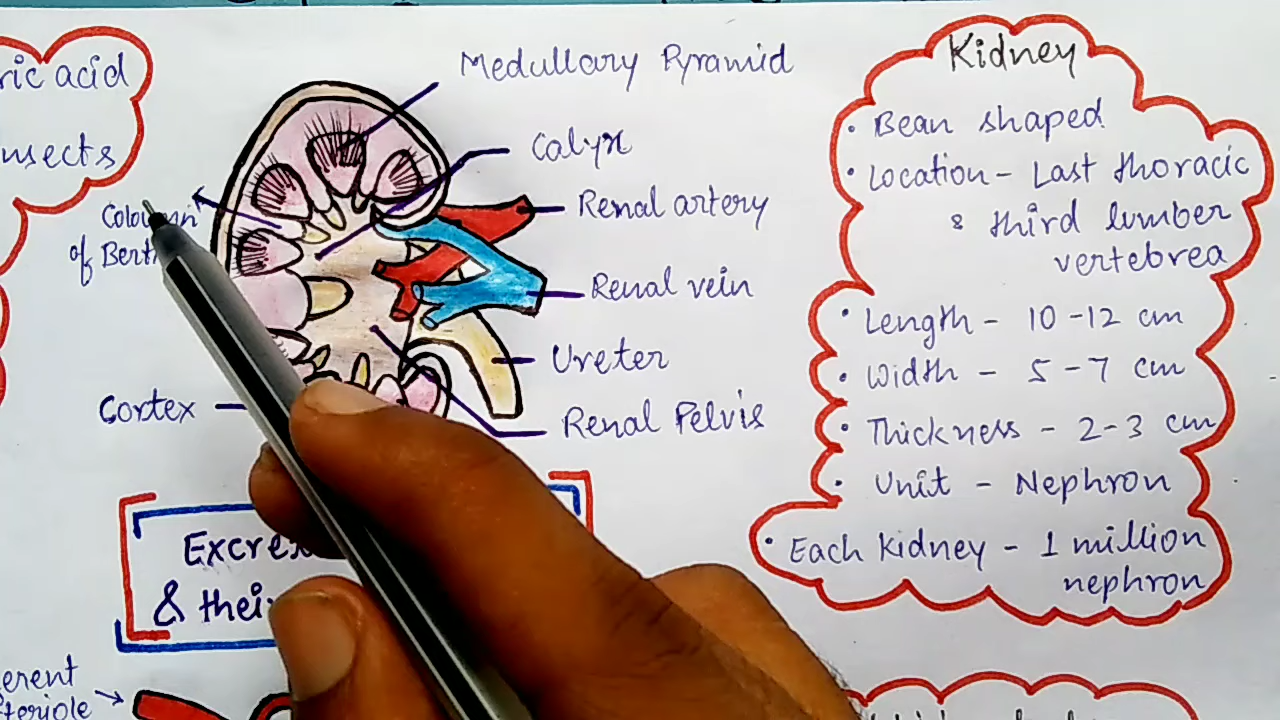 ric acid
nsects
Medullary Pyramid
Calyx
Renal artery
Renal vein
Ureter
Renal Pelvis
Coloumn
of Bert
Cortex
Kidney
• Bean shaped
• Location - Last thoracic
& third lumber
vertebrea
• Length - 10 - 12 cm
• Width - 5 - 7 cm
• Thickness - 2-3 cm
• Unit - Nephron
• Each kidney - 1 million
nephron
Excre
& thei
erent
teriole